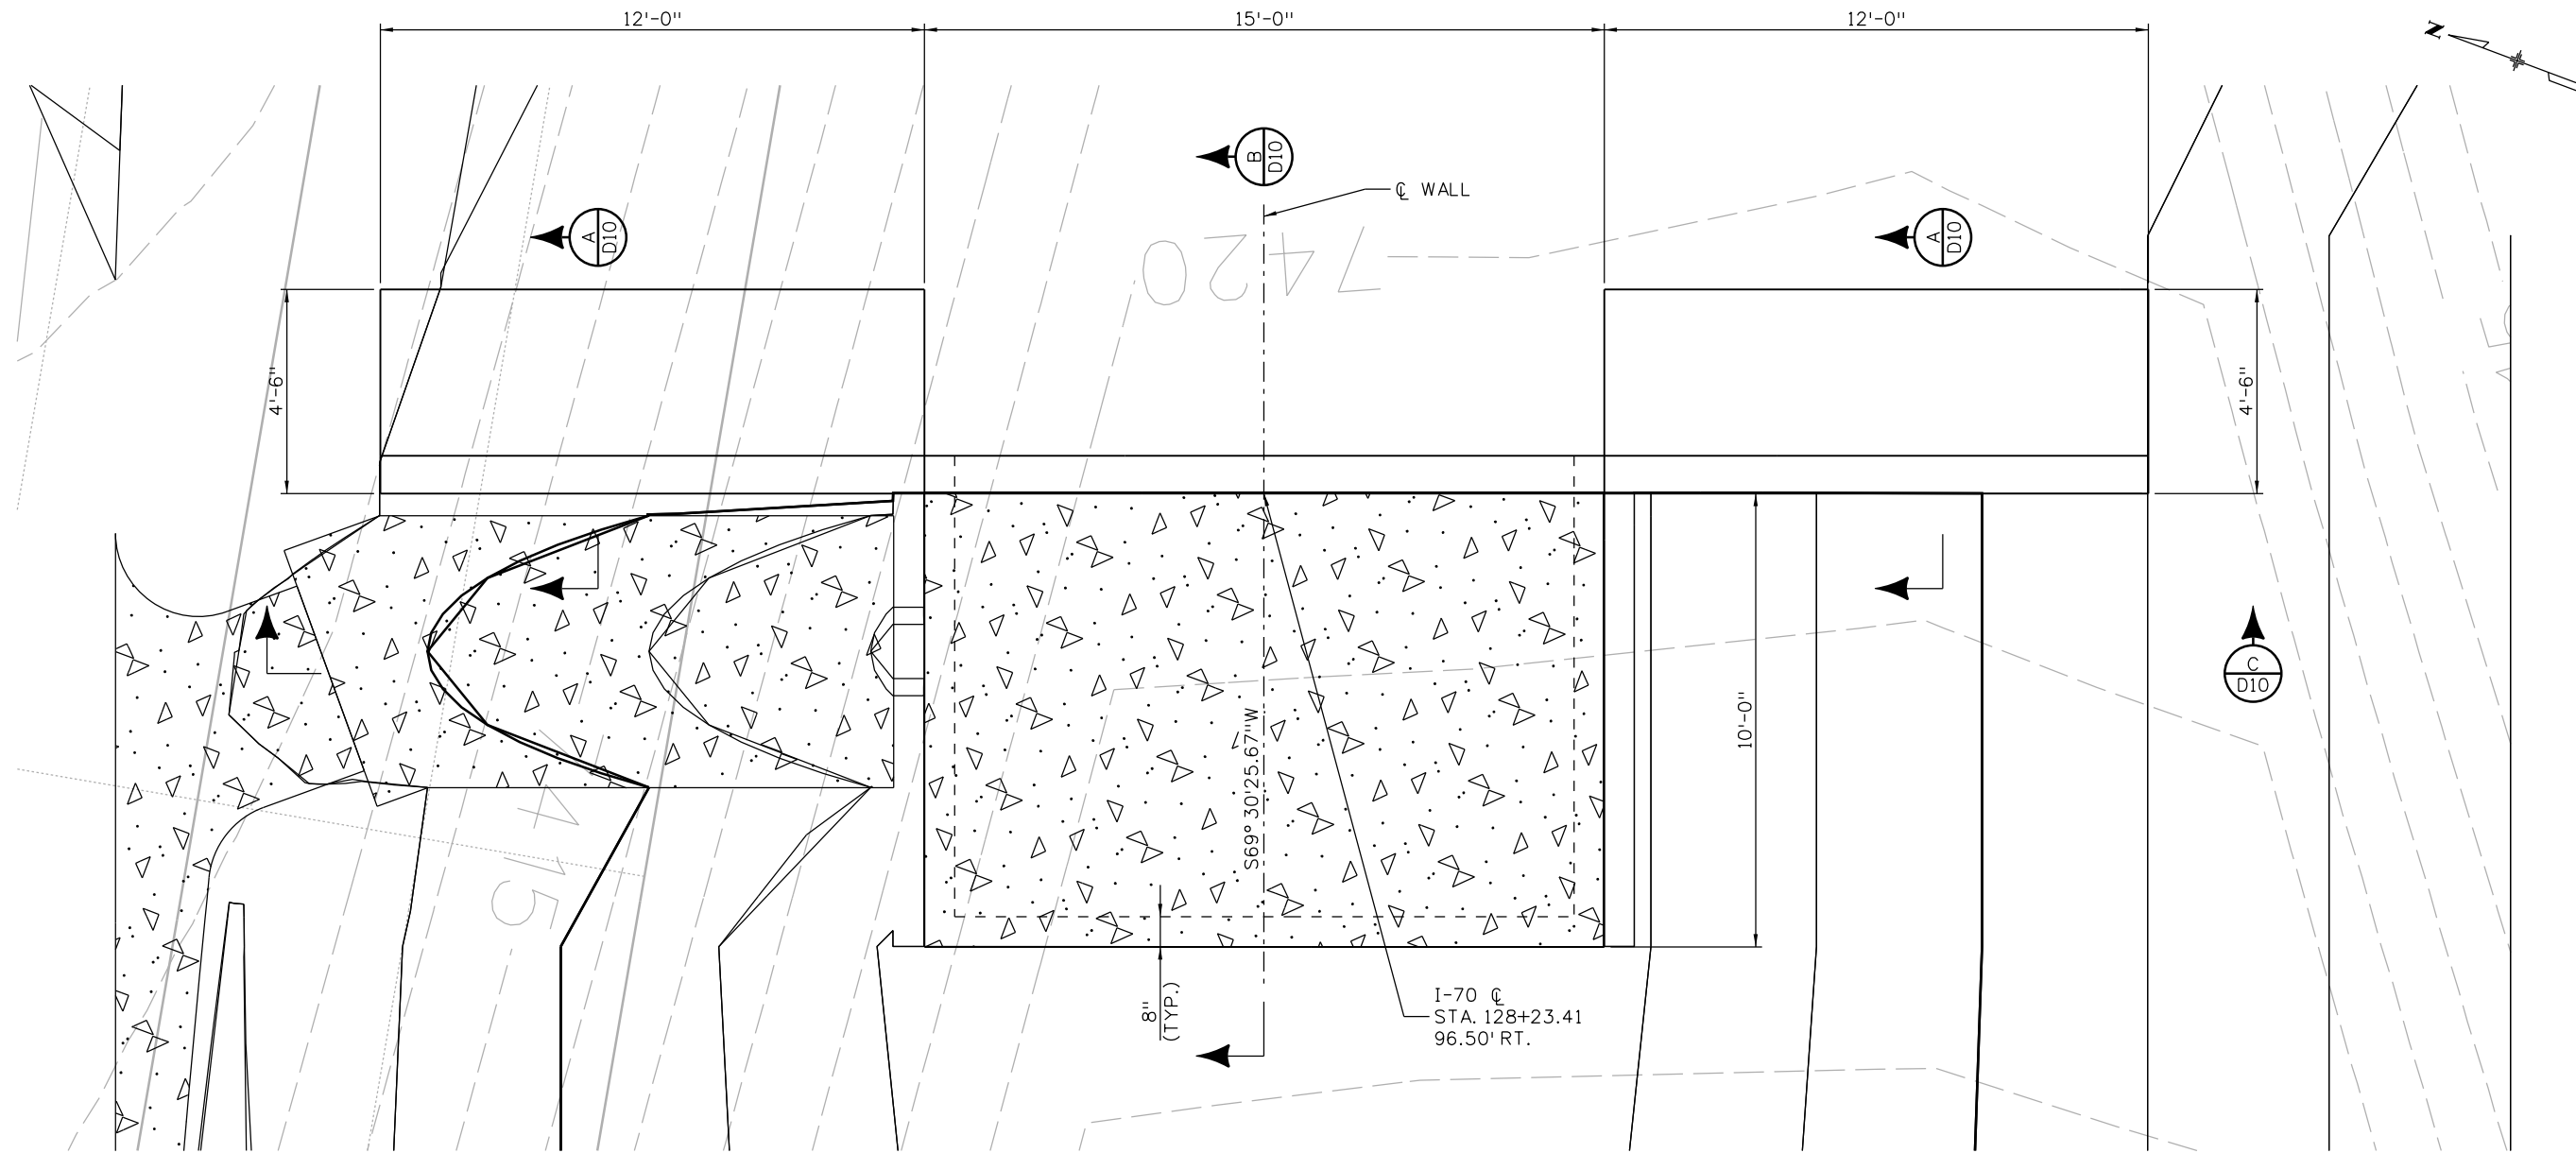 12'-0"
15'-0"
12'-0"
N
B
D10
℄ WALL
A
D10
A
D10
7420
4'-6"
4'-6"
C
D10
10'-0"
S69°30'25.67"W
7415
8"
(TYP.)
I-70 ℄
STA. 128+23.41
96.50' RT.